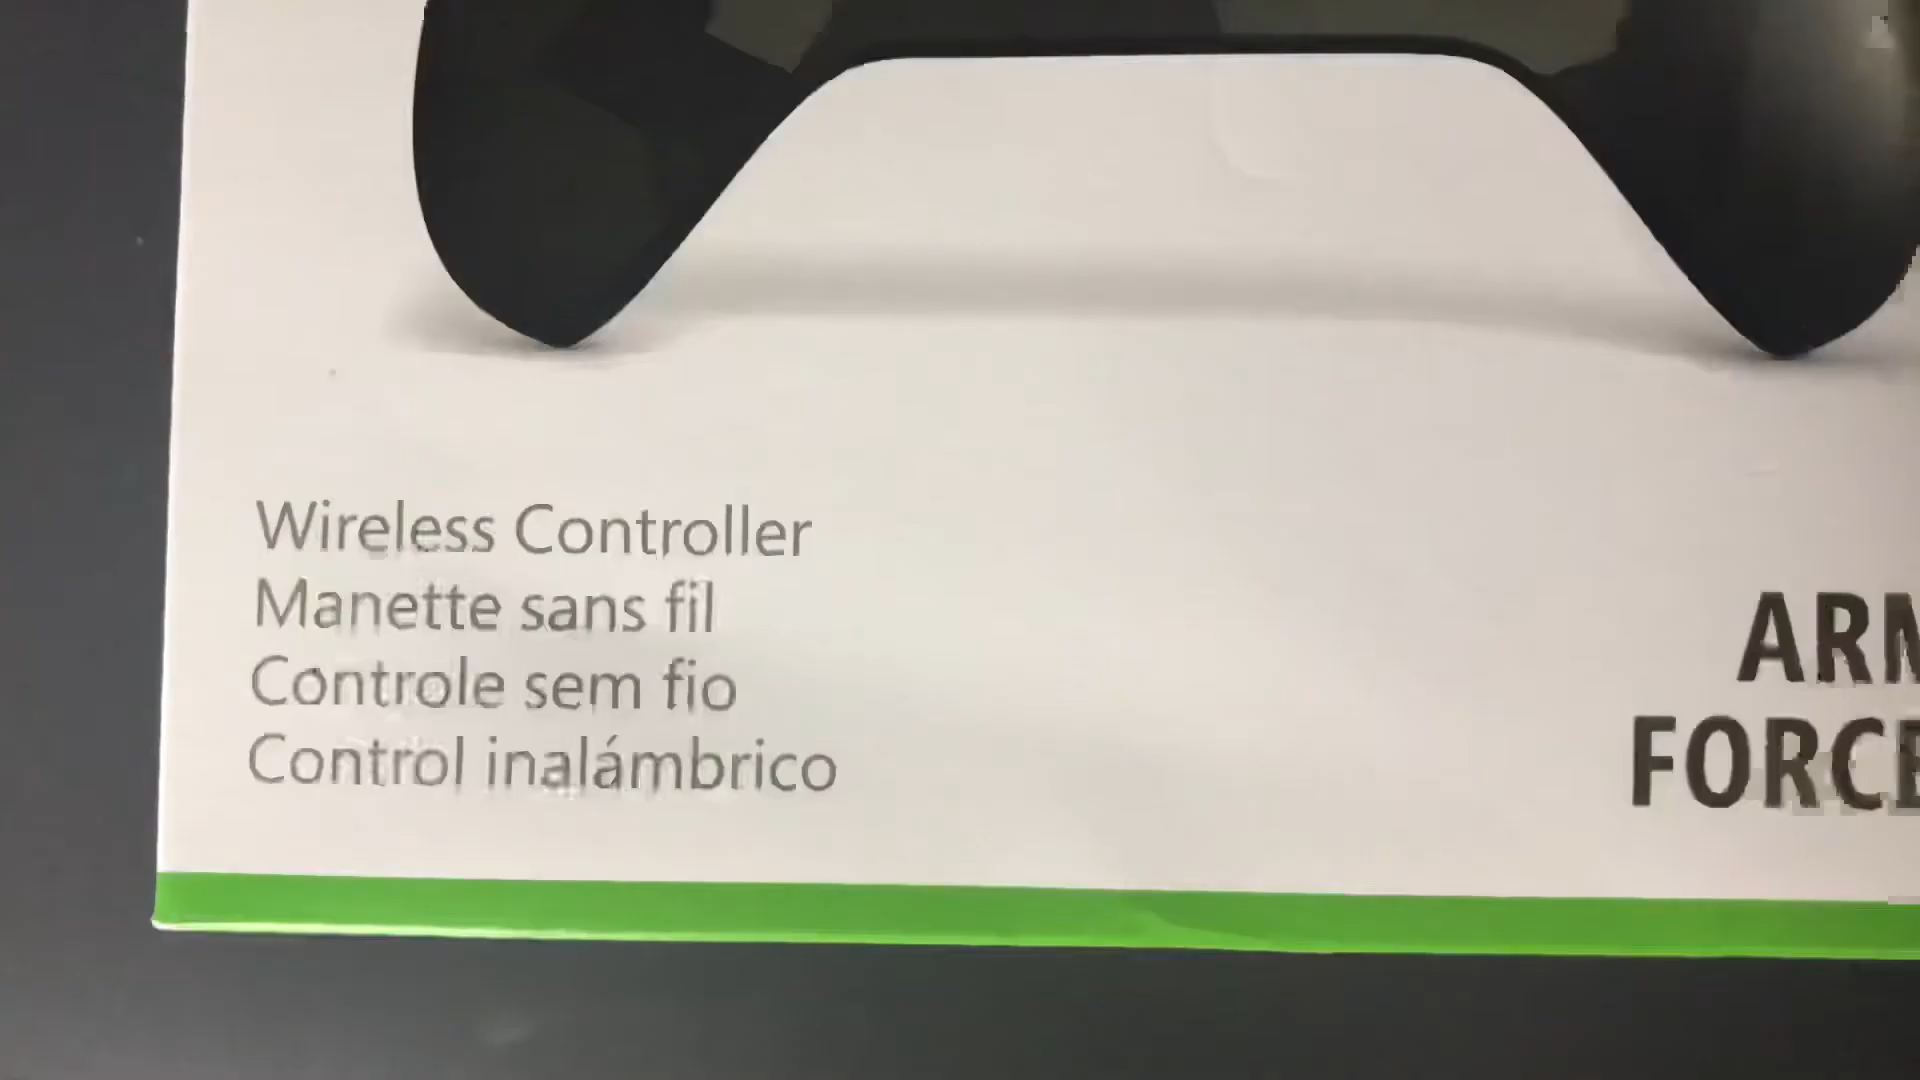 Wireless Controller
Manette sans fil
Controle sem fio
Control inalámbrico